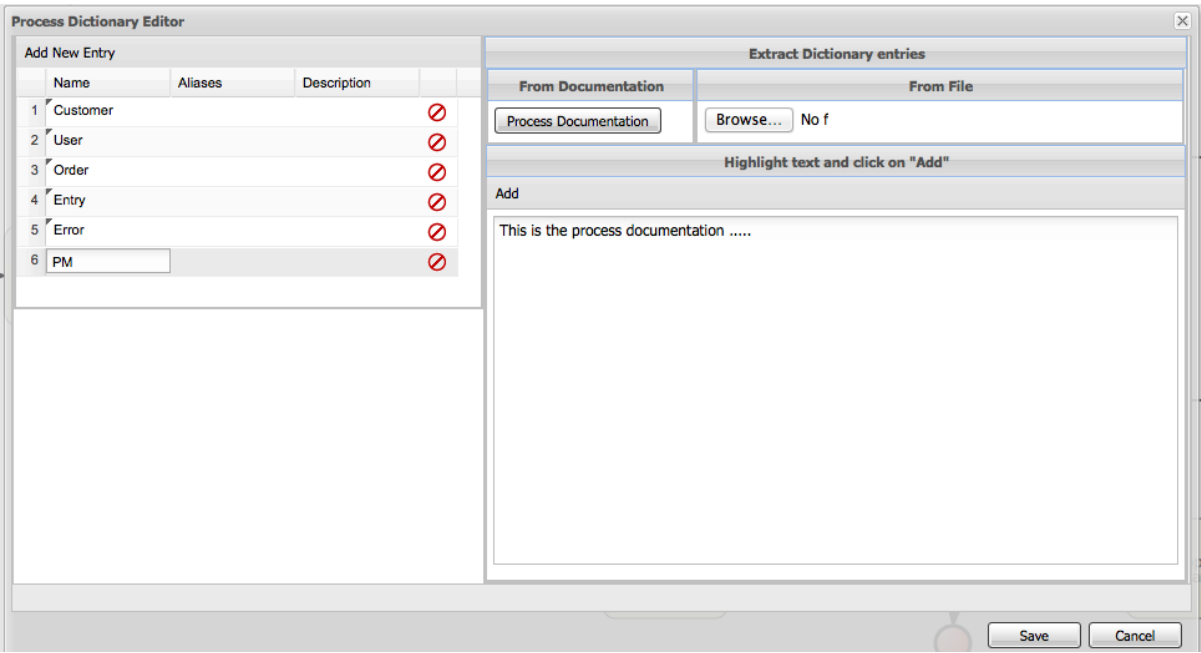 Process Dictionary Editor
Add New Entry
Name Aliases Description
1 Customer
2 User
3 Order
4 Entry
5 Error
6 PM
Extract Dictionary entries
From Documentation From File
Process Documentation Browse... No f
Highlight text and click on "Add"
Add
This is the process documentation .....
Save Cancel